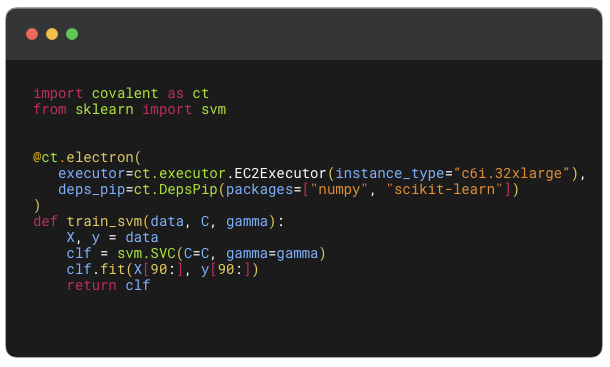 import covalent as ct
from sklearn import svm
@ct.electron(
executor=ct.executor.EC2Executor(instance_type=“c6i.32xlarge”),
deps_pip=ct.DepsPip(packages=["numpy", "scikit-learn"])
)
def train_svm(data, C, gamma):
X, y = data
clf = svm.SVC(C=C, gamma=gamma)
clf.fit(X[90:], y[90:])
return clf